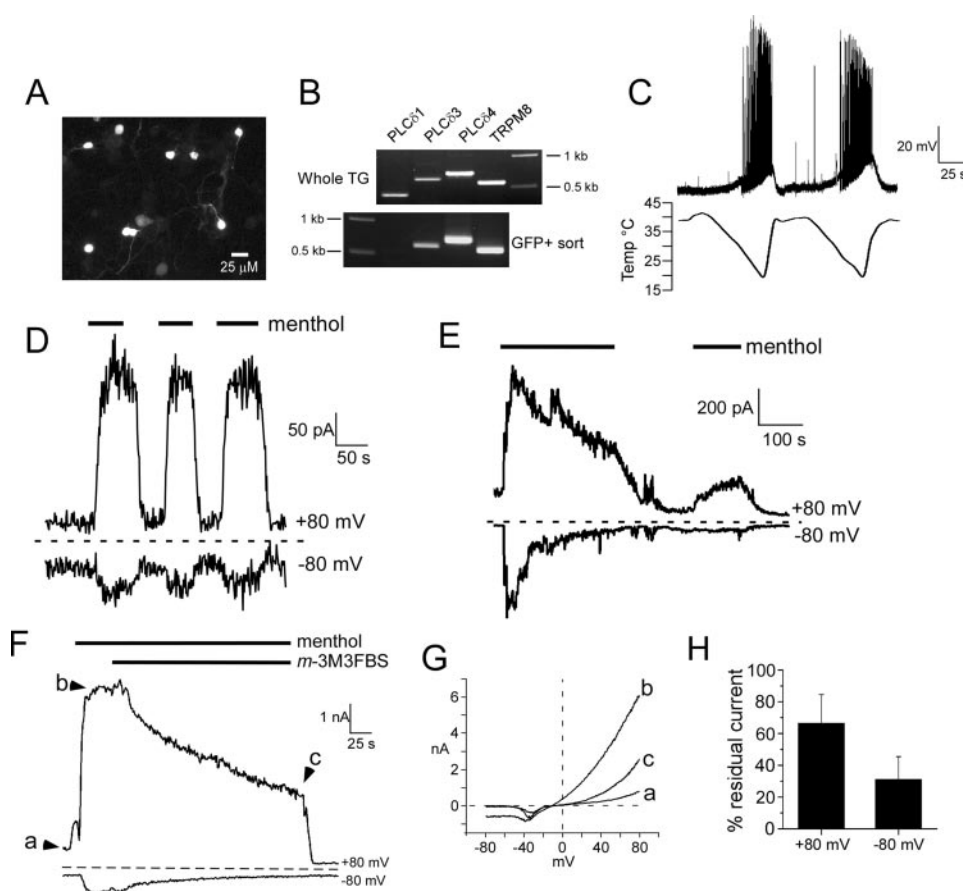 A
25 µM
B
PLCδ1
PLCδ3
PLCδ4
TRPM8
Whole TG
1 kb
0.5 kb
1 kb
0.5 kb
GFP+ sort
C
20 mV
25 s
Temp °C
45
40
35
30
25
20
15
D
menthol
50 pA
50 s
+80 mV
-80 mV
E
menthol
200 pA
100 s
+80 mV
-80 mV
F
menthol
m-3M3FBS
b
1 nA
25 s
c
a
+80 mV
-80 mV
G
6
4
nA
2
0
b
c
a
-80 -40 0 40 80
mV
H
% residual current
100
80
60
40
20
0
+80 mV -80 mV